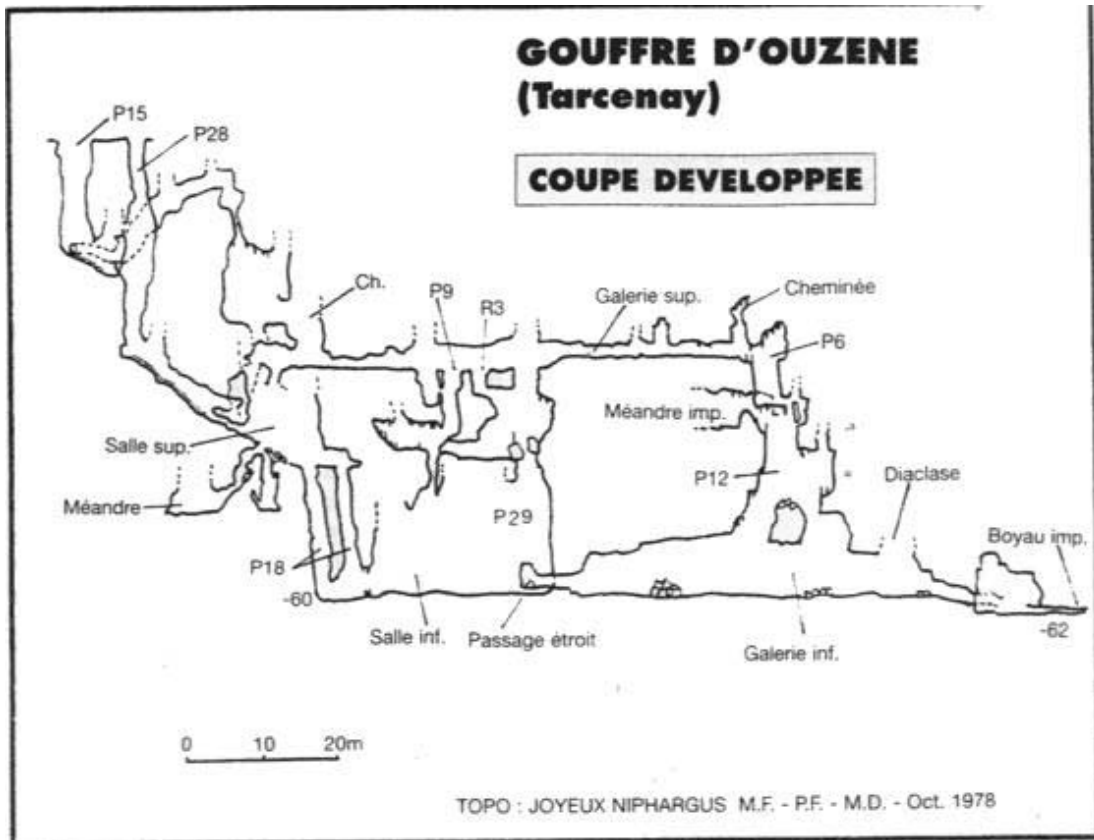 GOUFFRE D'OUZENE
(Tarcenay)
COUPE DEVELOPPEE
P15
P28
Ch.
P9
R3
Galerie sup.
Cheminée
P6
Méandre imp.
Salle sup.
P12
Diaclase
Méandre
P29
Boyau imp.
P18
-60
Salle inf.
Passage étroit
Galerie inf.
-62
0 10 20m
TOPO : JOYEUX NIPHARGUS M.F. - P.F. - M.D. - Oct. 1978